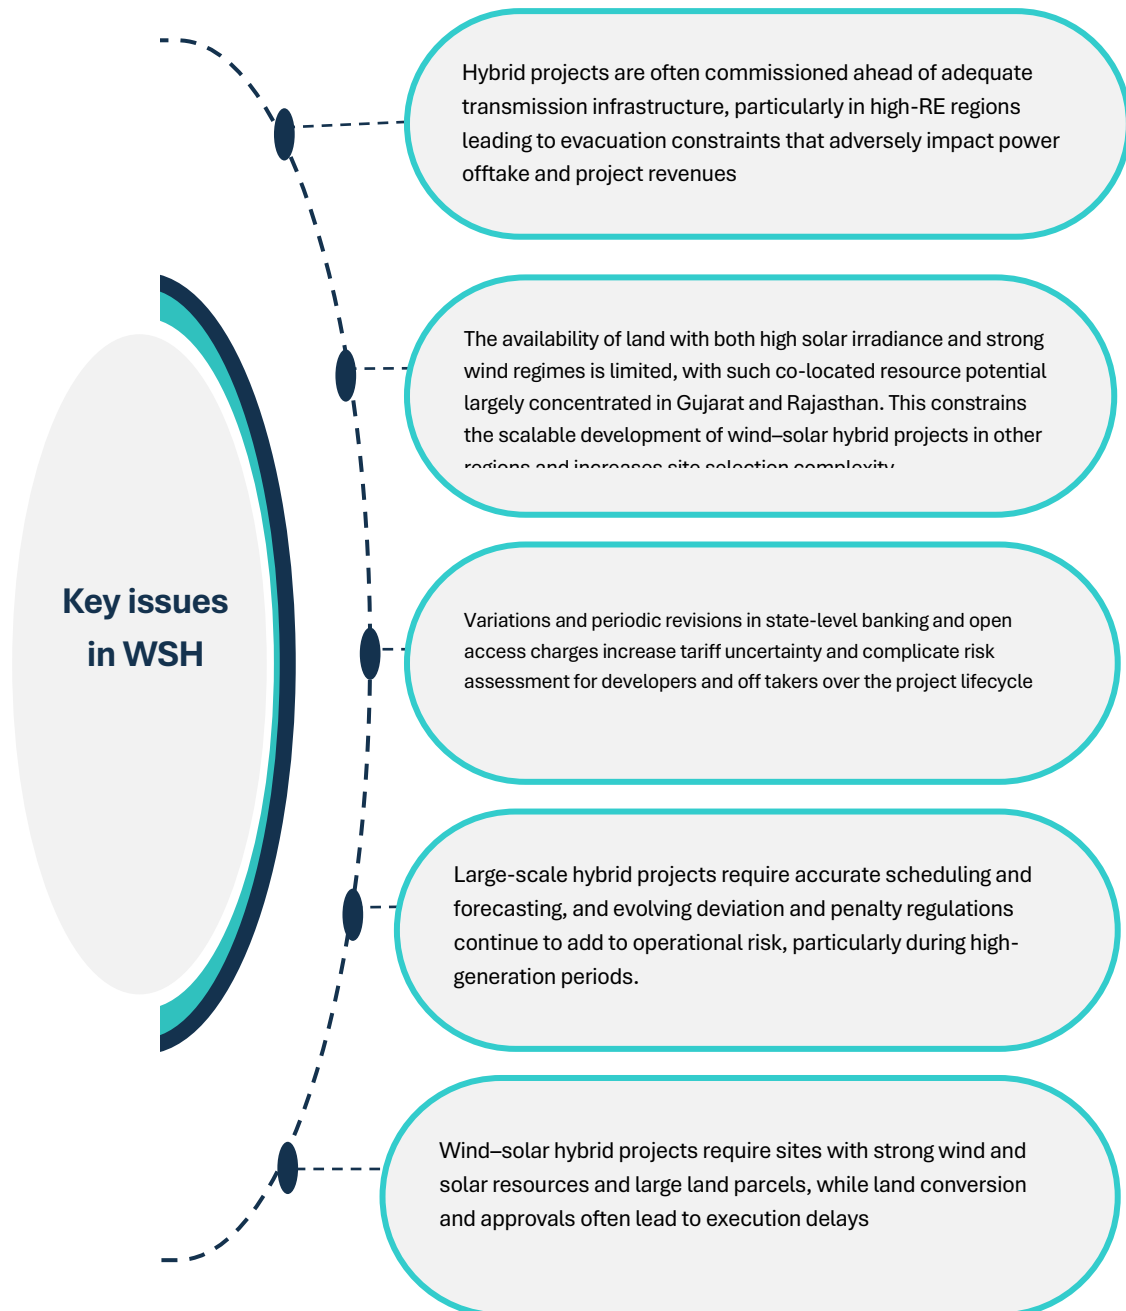 Hybrid projects are often commissioned ahead of adequate
transmission infrastructure, particularly in high-RE regions
leading to evacuation constraints that adversely impact power
offtake and project revenues
The availability of land with both high solar irradiance and strong
wind regimes is limited, with such co-located resource potential
largely concentrated in Gujarat and Rajasthan. This constrains
the scalable development of wind–solar hybrid projects in other
regions and increases site selection complexity
Key issues
in WSH
Variations and periodic revisions in state-level banking and open
access charges increase tariff uncertainty and complicate risk
assessment for developers and off takers over the project lifecycle
Large-scale hybrid projects require accurate scheduling and
forecasting, and evolving deviation and penalty regulations
continue to add to operational risk, particularly during high-
generation periods.
Wind–solar hybrid projects require sites with strong wind and
solar resources and large land parcels, while land conversion
and approvals often lead to execution delays